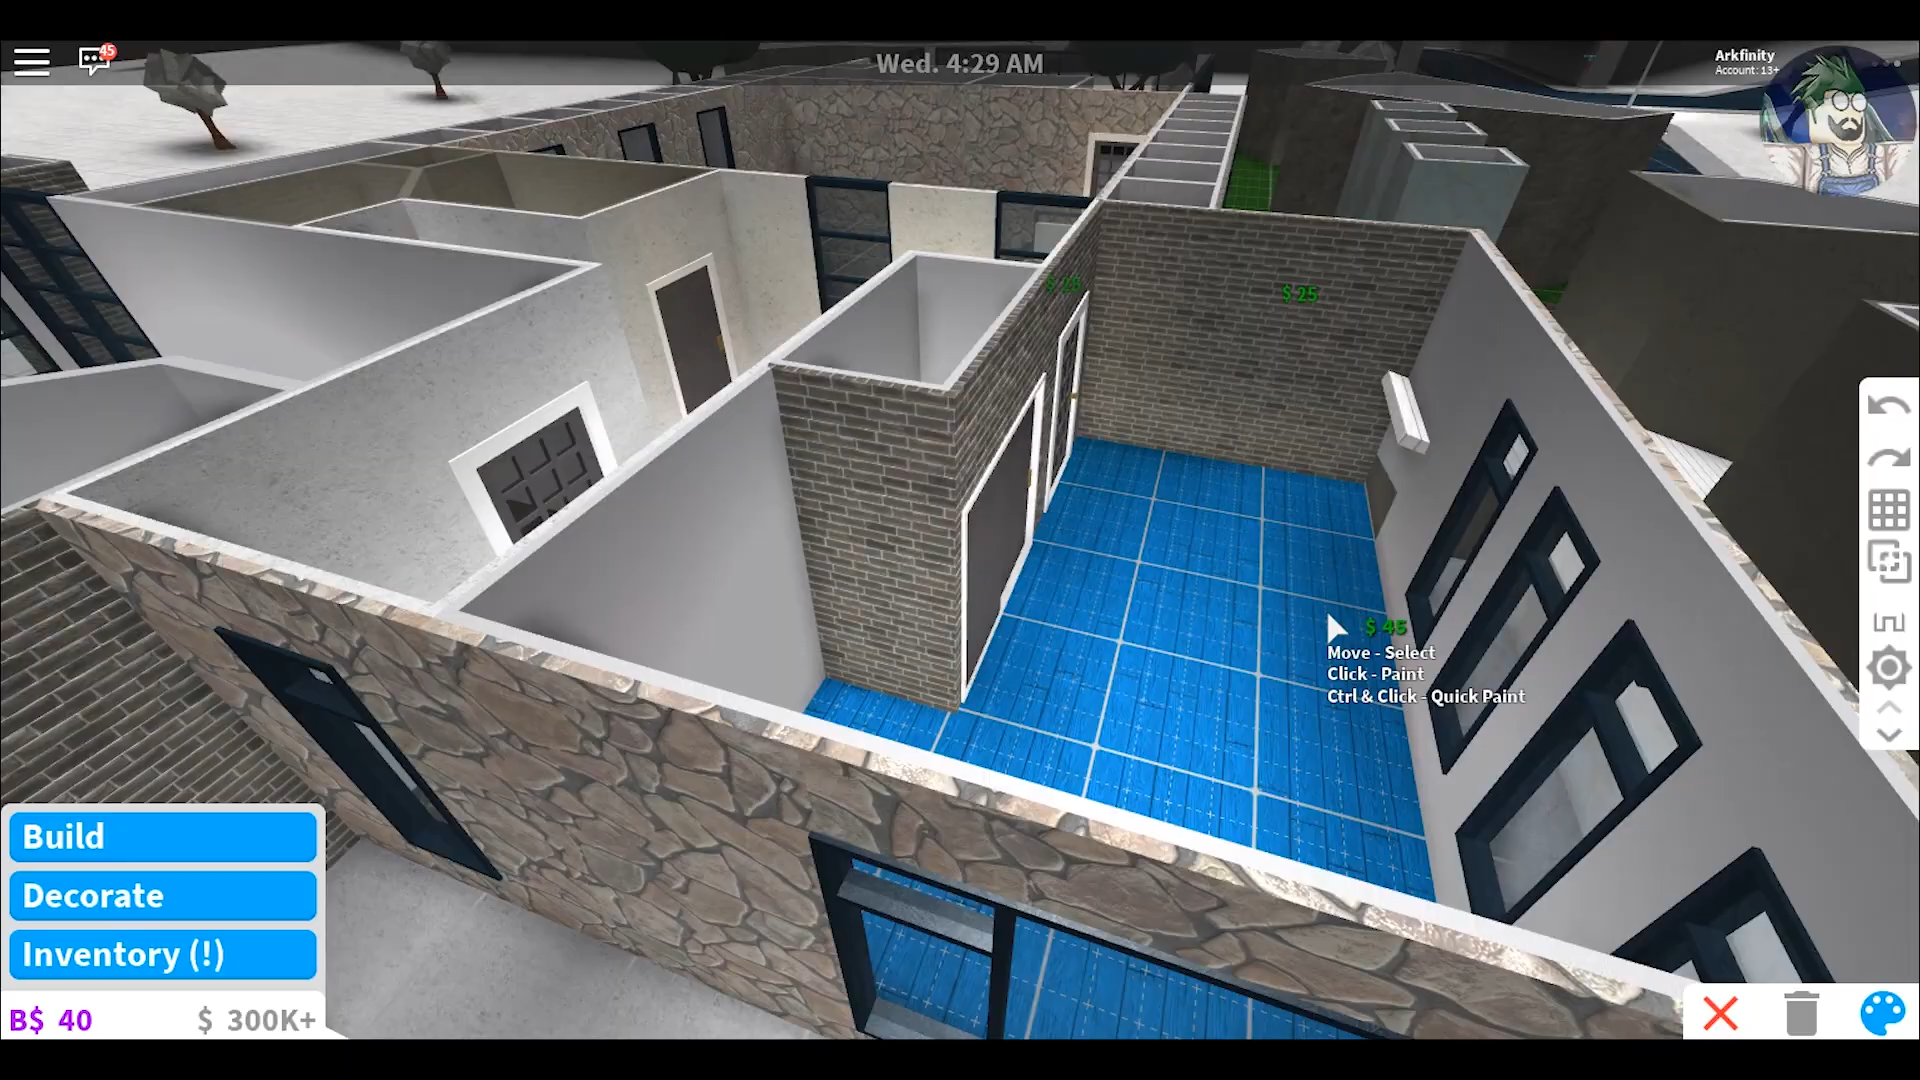 45
Wed. 4:29 AM
Arkfinity
Account: 13+
$ 25
$ 45
Move - Select
Click - Paint
Ctrl & Click - Quick Paint
Build
Decorate
Inventory (!)
B$ 40
$ 300K+